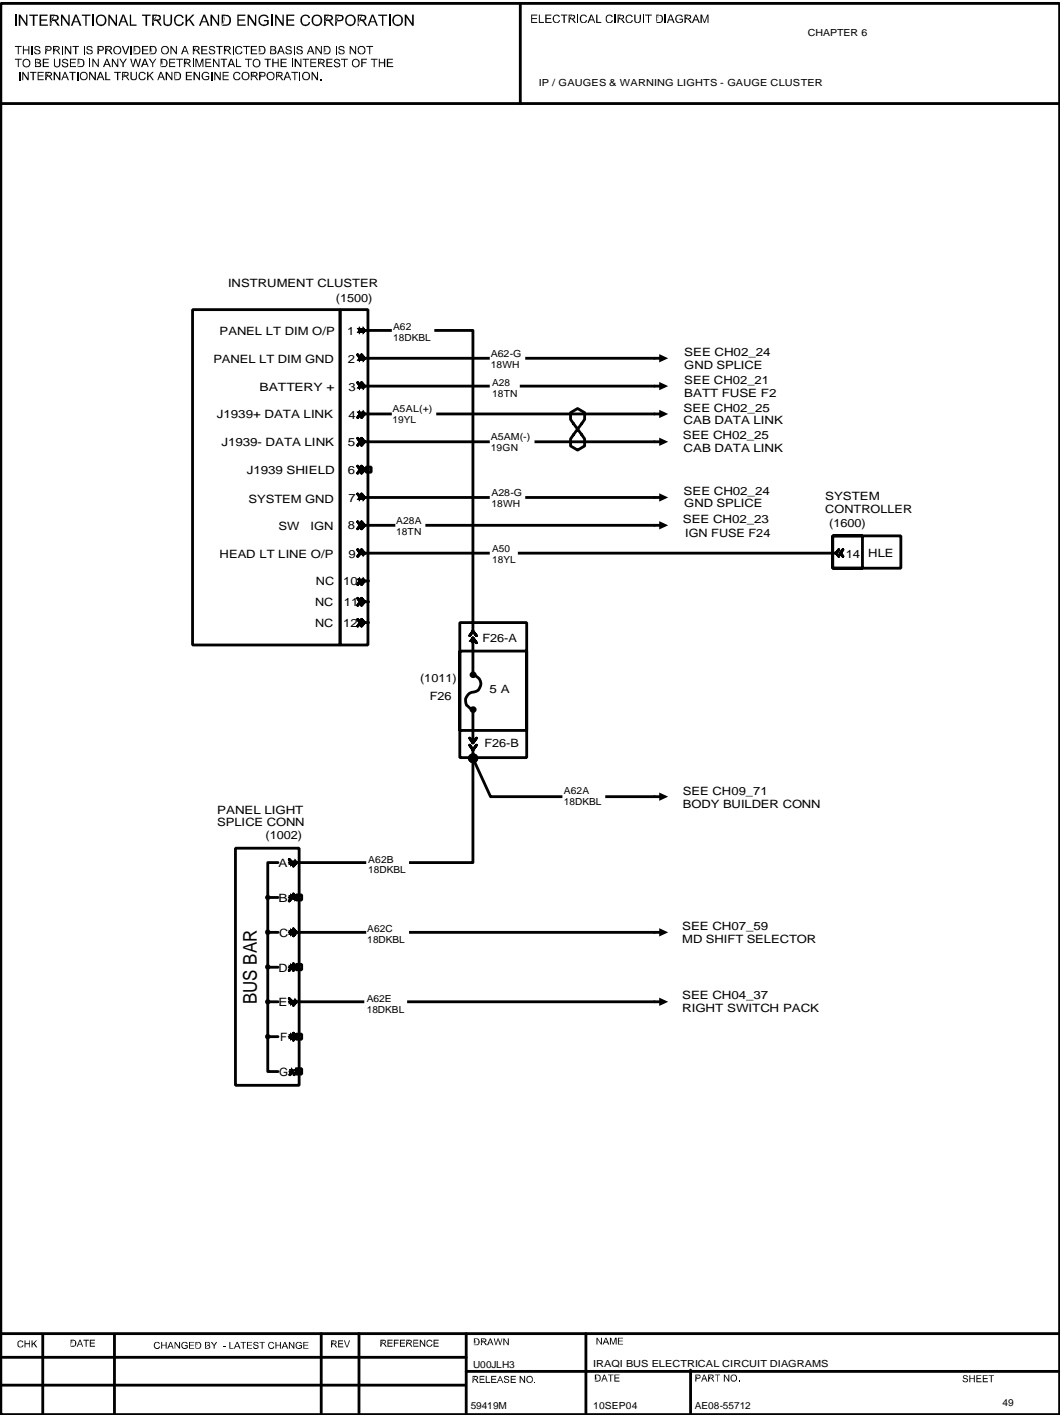 INTERNATIONAL TRUCK AND ENGINE CORPORATION
THIS PRINT IS PROVIDED ON A RESTRICTED BASIS AND IS NOT
TO BE USED IN ANY WAY DETRIMENTAL TO THE INTEREST OF THE
INTERNATIONAL TRUCK AND ENGINE CORPORATION.
ELECTRICAL CIRCUIT DIAGRAM
CHAPTER 6
IP / GAUGES & WARNING LIGHTS - GAUGE CLUSTER
INSTRUMENT CLUSTER
(1500)
PANEL LT DIM O/P 1 A62
18DKBL
PANEL LT DIM GND 2 A62-G
18WH
SEE CH02_24
GND SPLICE
BATTERY + 3 A28
18TN
SEE CH02_21
BATT FUSE F2
J1939+ DATA LINK 4 A5AL(+)
19YL
SEE CH02_25
CAB DATA LINK
J1939- DATA LINK 5 A5AM(-)
19GN
SEE CH02_25
CAB DATA LINK
J1939 SHIELD 6
SYSTEM GND 7 A28-G
18WH
SEE CH02_24
GND SPLICE
SW IGN 8 A28A
18TN
SEE CH02_23
IGN FUSE F24
HEAD LT LINE O/P 9 A50
18YL
SYSTEM
CONTROLLER
(1600)
14 HLE
NC 10
NC 11
NC 12
F26-A
(1011)
F26
5 A
F26-B
A62A
18DKBL
SEE CH09_71
BODY BUILDER CONN
PANEL LIGHT
SPLICE CONN
(1002)
BUS BAR
A A62B
18DKBL
B
C A62C
18DKBL
SEE CH07_59
MD SHIFT SELECTOR
D
E A62E
18DKBL
SEE CH04_37
RIGHT SWITCH PACK
F
G
CHK DATE CHANGED BY - LATEST CHANGE REV REFERENCE
DRAWN
U00JLH3
NAME
IRAQI BUS ELECTRICAL CIRCUIT DIAGRAMS
RELEASE NO.
59419M
DATE
10SEP04
PART NO.
AE08-55712
SHEET
49